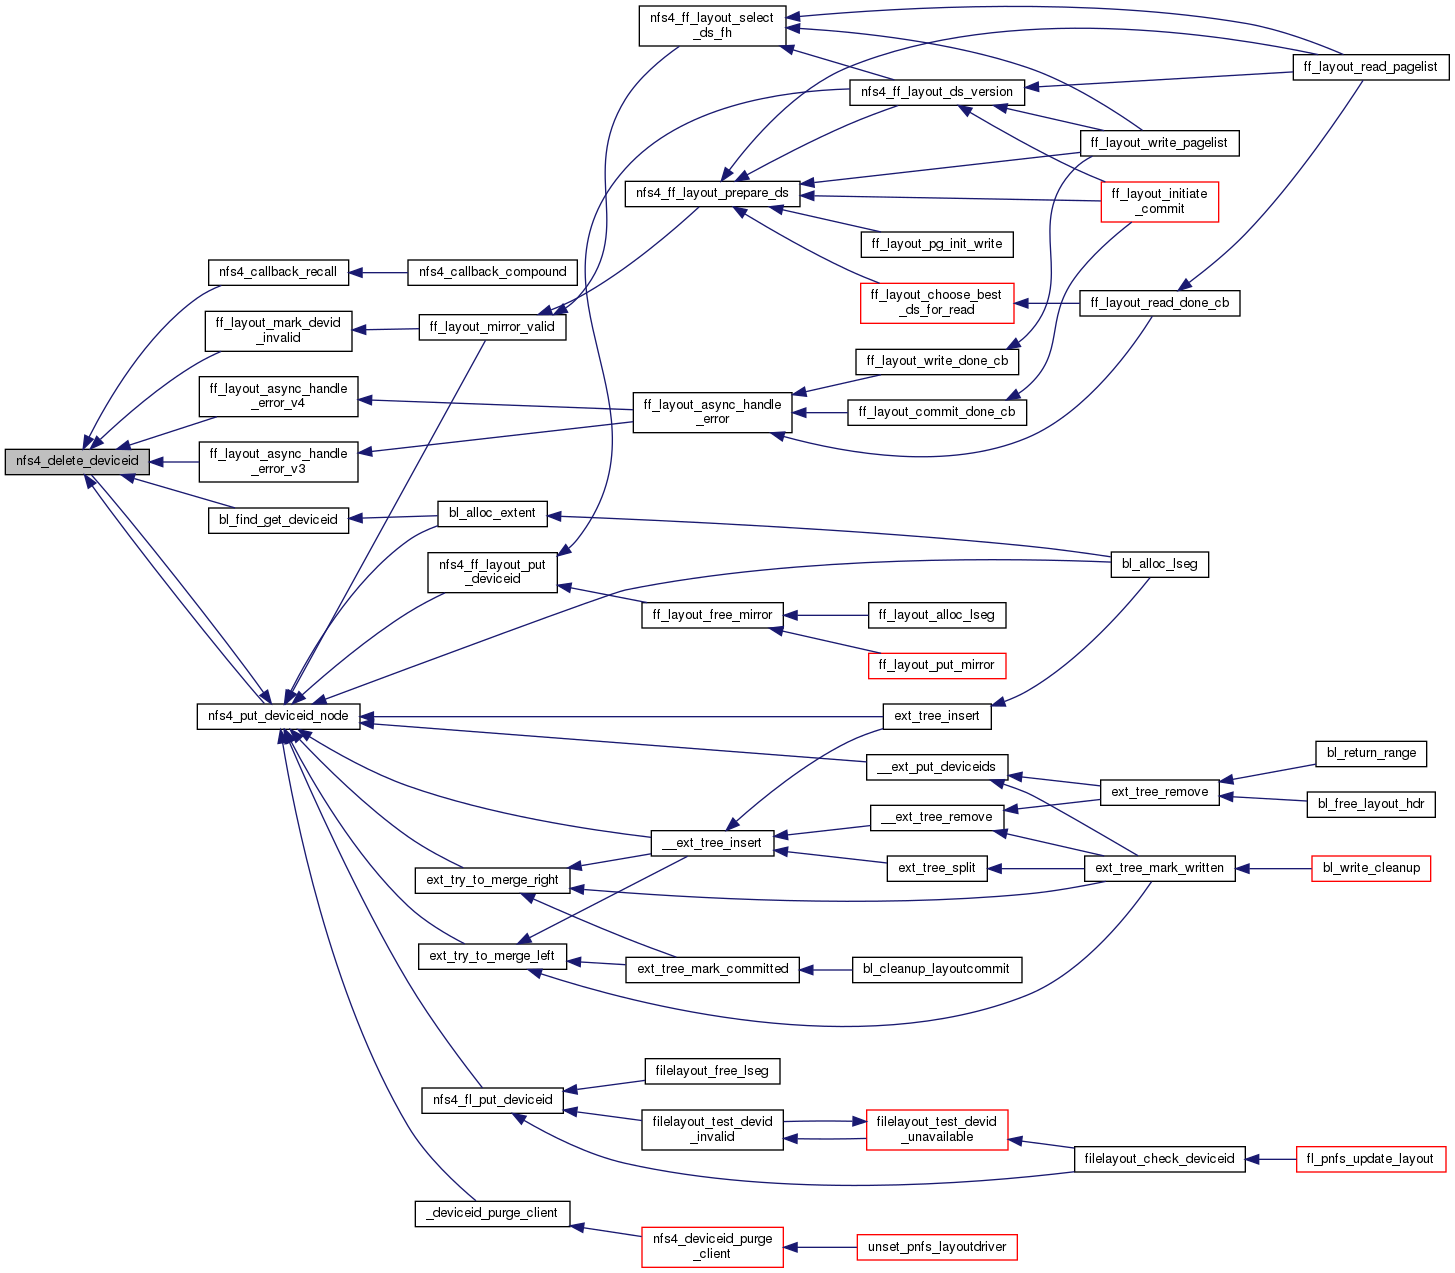 nfs4_ff_layout_select
_ds_fh
ff_layout_read_pagelist
nfs4_ff_layout_ds_version
ff_layout_write_pagelist
nfs4_ff_layout_prepare_ds
ff_layout_initiate
_commit
ff_layout_pg_init_write
nfs4_callback_recall
nfs4_callback_compound
ff_layout_choose_best
_ds_for_read
ff_layout_read_done_cb
ff_layout_mark_devid
_invalid
ff_layout_mirror_valid
ff_layout_write_done_cb
ff_layout_async_handle
_error_v4
ff_layout_async_handle
_error
ff_layout_commit_done_cb
nfs4_delete_deviceid
ff_layout_async_handle
_error_v3
bl_find_get_deviceid
bl_alloc_extent
nfs4_ff_layout_put
_deviceid
bl_alloc_lseg
ff_layout_free_mirror
ff_layout_alloc_lseg
ff_layout_put_mirror
nfs4_put_deviceid_node
ext_tree_insert
__ext_put_deviceids
bl_return_range
ext_tree_remove
bl_free_layout_hdr
__ext_tree_remove
__ext_tree_insert
ext_tree_split
ext_tree_mark_written
bl_write_cleanup
ext_try_to_merge_right
ext_try_to_merge_left
ext_tree_mark_committed
bl_cleanup_layoutcommit
filelayout_free_lseg
nfs4_fl_put_deviceid
filelayout_test_devid
_invalid
filelayout_test_devid
_unavailable
filelayout_check_deviceid
fl_pnfs_update_layout
_deviceid_purge_client
nfs4_deviceid_purge
_client
unset_pnfs_layoutdriver